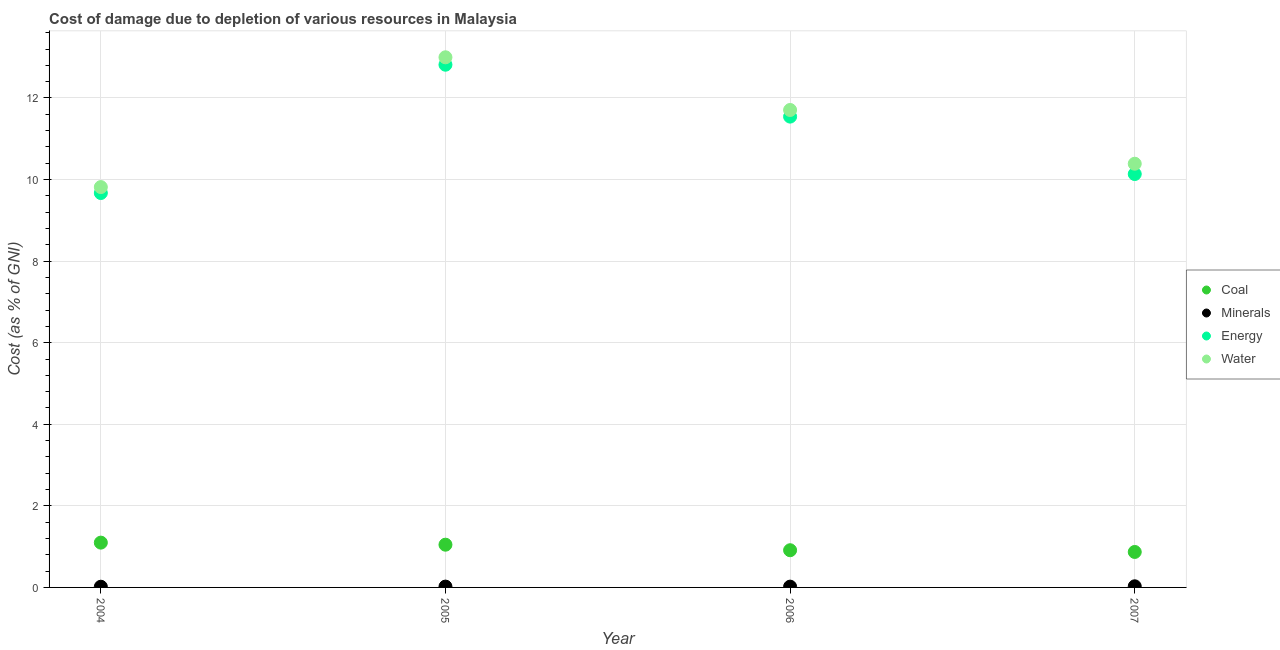 Cost of damage due to depletion of various resources in Malaysia
Cost (as % of GNI)
12
10
8
6
4
2
0
2004
2005
2006
2007
Year
Coal
Minerals
Energy
Water